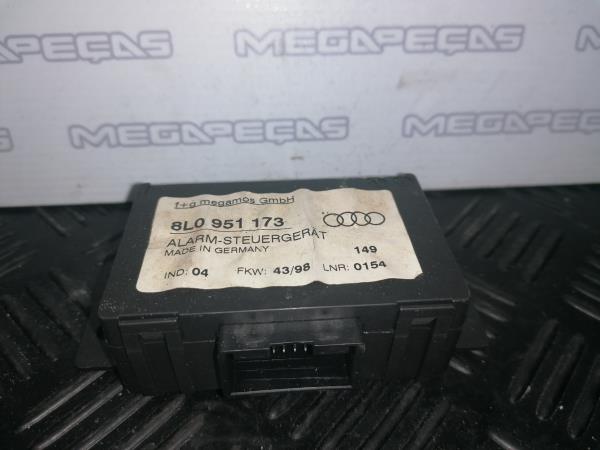 MEGAPEÇAS
MEGAPEÇAS
MEGAPEÇAS
MEGAPEÇAS
f+g megamos GmbH
8L0 951 173
ALARM-STEUERGERÄT
MADE IN GERMANY
149
IND: 04 FKW: 43/98 LNR: 0154